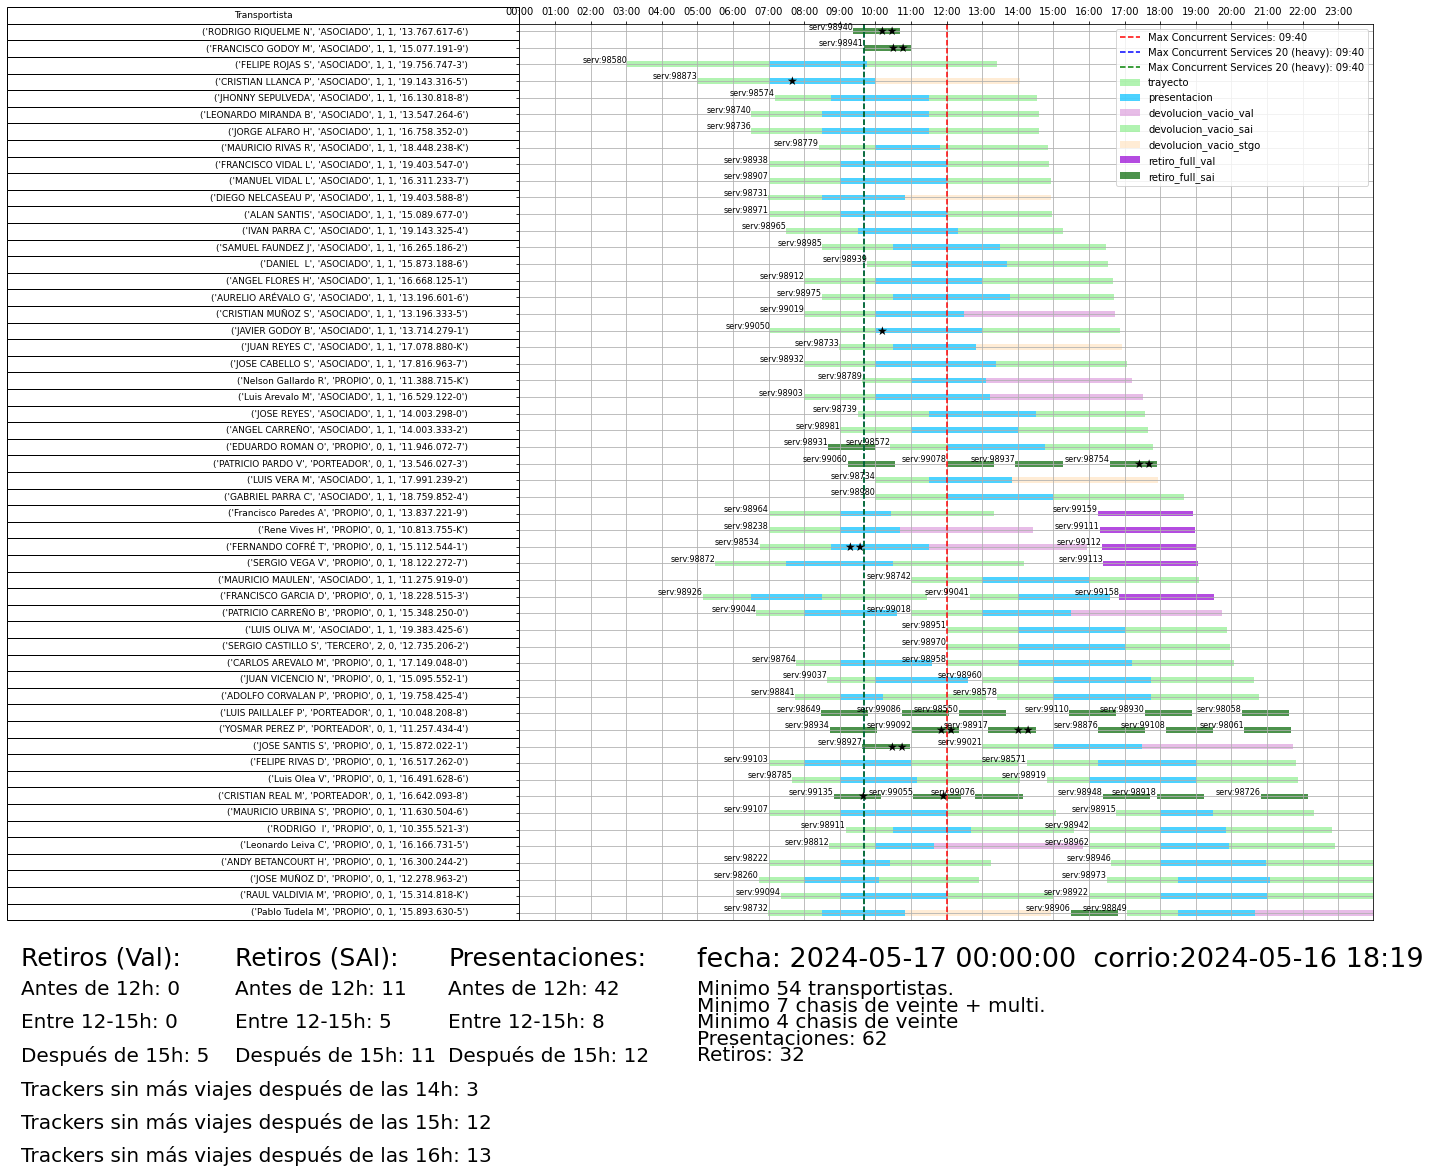 Transportista
00:00 01:00 02:00 03:00 04:00 05:00 06:00 07:00 08:00 09:00 10:00 11:00 12:00 13:00 14:00 15:00 16:00 17:00 18:00 19:00 20:00 21:00 22:00 23:00
('RODRIGO RIQUELME N', 'ASOCIADO', 1, 1, '13.767.617-6') serv:98940
('FRANCISCO GODOY M', 'ASOCIADO', 1, 1, '15.077.191-9') serv:98941
('FELIPE ROJAS S', 'ASOCIADO', 1, 1, '19.756.747-3') serv:98580
('CRISTIAN LLANCA P', 'ASOCIADO', 1, 1, '19.143.316-5') serv:98873
('JHONNY SEPULVEDA', 'ASOCIADO', 1, 1, '16.130.818-8') serv:98574
('LEONARDO MIRANDA B', 'ASOCIADO', 1, 1, '13.547.264-6') serv:98740
('JORGE ALFARO H', 'ASOCIADO', 1, 1, '16.758.352-0') serv:98736
('MAURICIO RIVAS R', 'ASOCIADO', 1, 1, '18.448.238-K') serv:98779
('FRANCISCO VIDAL L', 'ASOCIADO', 1, 1, '19.403.547-0') serv:98938
('MANUEL VIDAL L', 'ASOCIADO', 1, 1, '16.311.233-7') serv:98907
('DIEGO NELCASEAU P', 'ASOCIADO', 1, 1, '19.403.588-8') serv:98731
('ALAN SANTIS', 'ASOCIADO', 1, 1, '15.089.677-0') serv:98971
('IVAN PARRA C', 'ASOCIADO', 1, 1, '19.143.325-4') serv:98965
('SAMUEL FAUNDEZ J', 'ASOCIADO', 1, 1, '16.265.186-2') serv:98985
('DANIEL  L', 'ASOCIADO', 1, 1, '15.873.188-6') serv:98939
('ANGEL FLORES H', 'ASOCIADO', 1, 1, '16.668.125-1') serv:98912
('AURELIO ARÉVALO G', 'ASOCIADO', 1, 1, '13.196.601-6') serv:98975
('CRISTIAN MUÑOZ S', 'ASOCIADO', 1, 1, '13.196.333-5') serv:99019
('JAVIER GODOY B', 'ASOCIADO', 1, 1, '13.714.279-1') serv:99050
('JUAN REYES C', 'ASOCIADO', 1, 1, '17.078.880-K') serv:98733
('JOSE CABELLO S', 'ASOCIADO', 1, 1, '17.816.963-7') serv:98932
('Nelson Gallardo R', 'PROPIO', 0, 1, '11.388.715-K') serv:98789
('Luis Arevalo M', 'ASOCIADO', 1, 1, '16.529.122-0') serv:98903
('JOSE REYES', 'ASOCIADO', 1, 1, '14.003.298-0') serv:98739
('ANGEL CARREÑO', 'ASOCIADO', 1, 1, '14.003.333-2') serv:98981
('EDUARDO ROMAN O', 'PROPIO', 0, 1, '11.946.072-7') serv:98931 serv:98572
('PATRICIO PARDO V', 'PORTEADOR', 0, 1, '13.546.027-3') serv:99060 serv:99078 serv:98937 serv:98754
('LUIS VERA M', 'ASOCIADO', 1, 1, '17.991.239-2') serv:98734
('GABRIEL PARRA C', 'ASOCIADO', 1, 1, '18.759.852-4') serv:98980
('Francisco Paredes A', 'PROPIO', 0, 1, '13.837.221-9') serv:98964 serv:99159
('Rene Vives H', 'PROPIO', 0, 1, '10.813.755-K') serv:98238 serv:99111
('FERNANDO COFRÉ T', 'PROPIO', 0, 1, '15.112.544-1') serv:98534 serv:99112
('SERGIO VEGA V', 'PROPIO', 0, 1, '18.122.272-7') serv:98872 serv:99113
('MAURICIO MAULEN', 'ASOCIADO', 1, 1, '11.275.919-0') serv:98742
('FRANCISCO GARCIA D', 'PROPIO', 0, 1, '18.228.515-3') serv:98926 serv:99041 serv:99158
('PATRICIO CARREÑO B', 'PROPIO', 0, 1, '15.348.250-0') serv:99044 serv:99018
('LUIS OLIVA M', 'ASOCIADO', 1, 1, '19.383.425-6') serv:98951
('SERGIO CASTILLO S', 'TERCERO', 2, 0, '12.735.206-2') serv:98970
('CARLOS AREVALO M', 'PROPIO', 0, 1, '17.149.048-0') serv:98764 serv:98958
('JUAN VICENCIO N', 'PROPIO', 0, 1, '15.095.552-1') serv:99037 serv:98960
('ADOLFO CORVALAN P', 'PROPIO', 0, 1, '19.758.425-4') serv:98841 serv:98578
('LUIS PAILLALEF P', 'PORTEADOR', 0, 1, '10.048.208-8') serv:98649 serv:99086 serv:98550 serv:99110 serv:98930 serv:98058
('YOSMAR PEREZ P', 'PORTEADOR', 0, 1, '11.257.434-4') serv:98934 serv:99092 serv:98917 serv:98876 serv:99108 serv:98061
('JOSE SANTIS S', 'PROPIO', 0, 1, '15.872.022-1') serv:98927 serv:99021
('FELIPE RIVAS D', 'PROPIO', 0, 1, '16.517.262-0') serv:99103 serv:98571
('Luis Olea V', 'PROPIO', 0, 1, '16.491.628-6') serv:98785 serv:98919
('CRISTIAN REAL M', 'PORTEADOR', 0, 1, '16.642.093-8') serv:99135 serv:99055 serv:99076 serv:98948 serv:98918 serv:98726
('MAURICIO URBINA S', 'PROPIO', 0, 1, '11.630.504-6') serv:99107 serv:98915
('RODRIGO  I', 'PROPIO', 0, 1, '10.355.521-3') serv:98911 serv:98942
('Leonardo Leiva C', 'PROPIO', 0, 1, '16.166.731-5') serv:98812 serv:98962
('ANDY BETANCOURT H', 'PROPIO', 0, 1, '16.300.244-2') serv:98222 serv:98946
('JOSE MUÑOZ D', 'PROPIO', 0, 1, '12.278.963-2') serv:98260 serv:98973
('RAUL VALDIVIA M', 'PROPIO', 0, 1, '15.314.818-K') serv:99094 serv:98922
('Pablo Tudela M', 'PROPIO', 0, 1, '15.893.630-5') serv:98732 serv:98906 serv:98849
Max Concurrent Services: 09:40
Max Concurrent Services 20 (heavy): 09:40
Max Concurrent Services 20 (heavy): 09:40
trayecto
presentacion
devolucion_vacio_val
devolucion_vacio_sai
devolucion_vacio_stgo
retiro_full_val
retiro_full_sai
Retiros (Val): Retiros (SAI): Presentaciones: fecha: 2024-05-17 00:00:00  corrio:2024-05-16 18:19
Antes de 12h: 0 Antes de 12h: 11 Antes de 12h: 42 Minimo 54 transportistas.
Minimo 7 chasis de veinte + multi.
Entre 12-15h: 0 Entre 12-15h: 5 Entre 12-15h: 8 Minimo 4 chasis de veinte
Presentaciones: 62
Después de 15h: 5 Después de 15h: 11 Después de 15h: 12 Retiros: 32
Trackers sin más viajes después de las 14h: 3
Trackers sin más viajes después de las 15h: 12
Trackers sin más viajes después de las 16h: 13